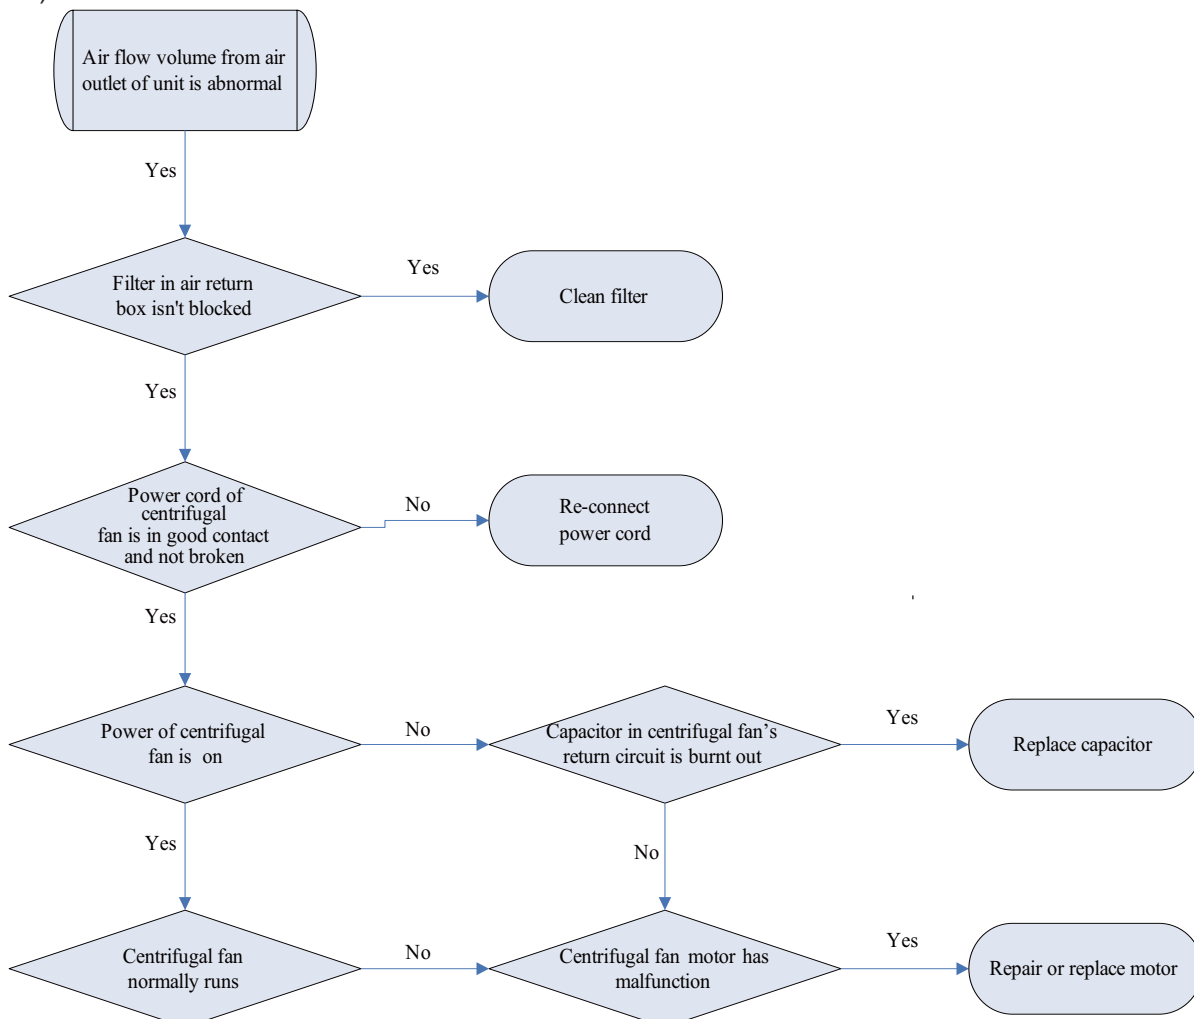 Air flow volume from air
outlet of unit is abnormal
Yes
Filter in air return
box isn't blocked
Yes
Clean filter
Yes
Power cord of
centrifugal
fan is in good contact
and not broken
No
Re-connect
power cord
Yes
Power of centrifugal
fan is on
No
Capacitor in centrifugal fan’s
return circuit is burnt out
Yes
Replace capacitor
Yes
No
Centrifugal fan
normally runs
No
Centrifugal fan motor has
malfunction
Yes
Repair or replace motor